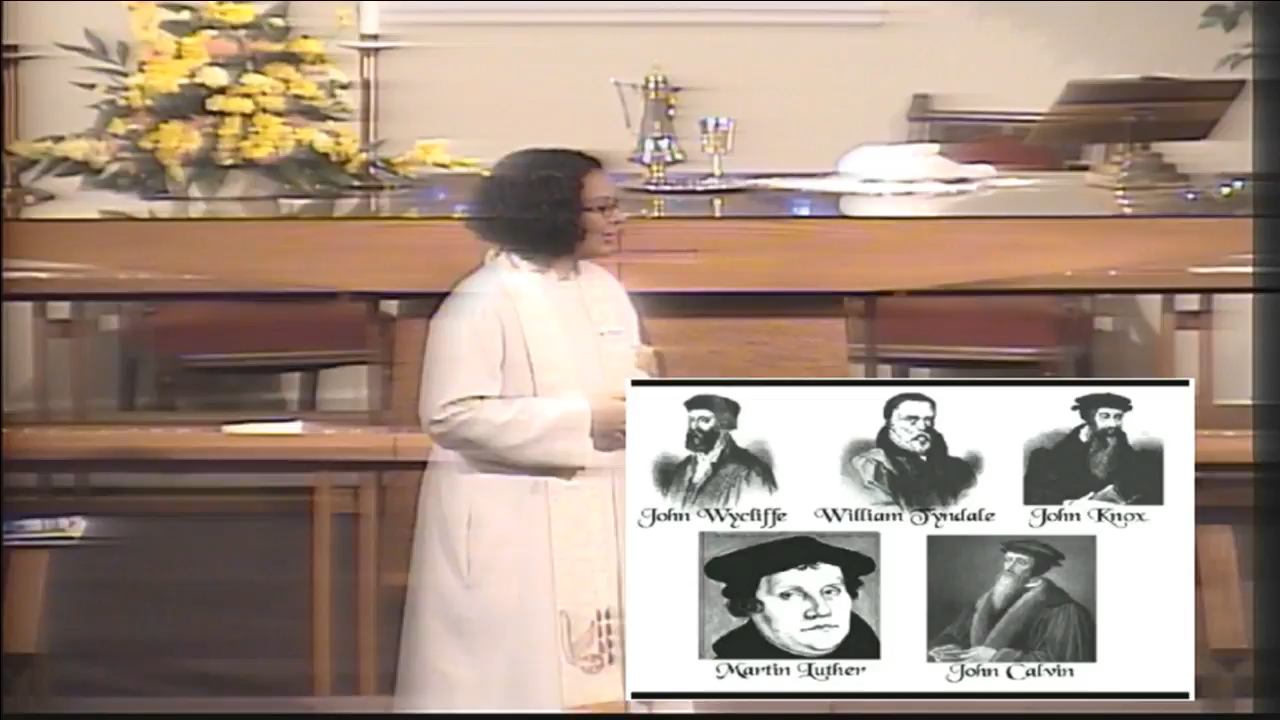 John Wycliffe
William Tyndale
John Knox
Martin Luther
John Calvin